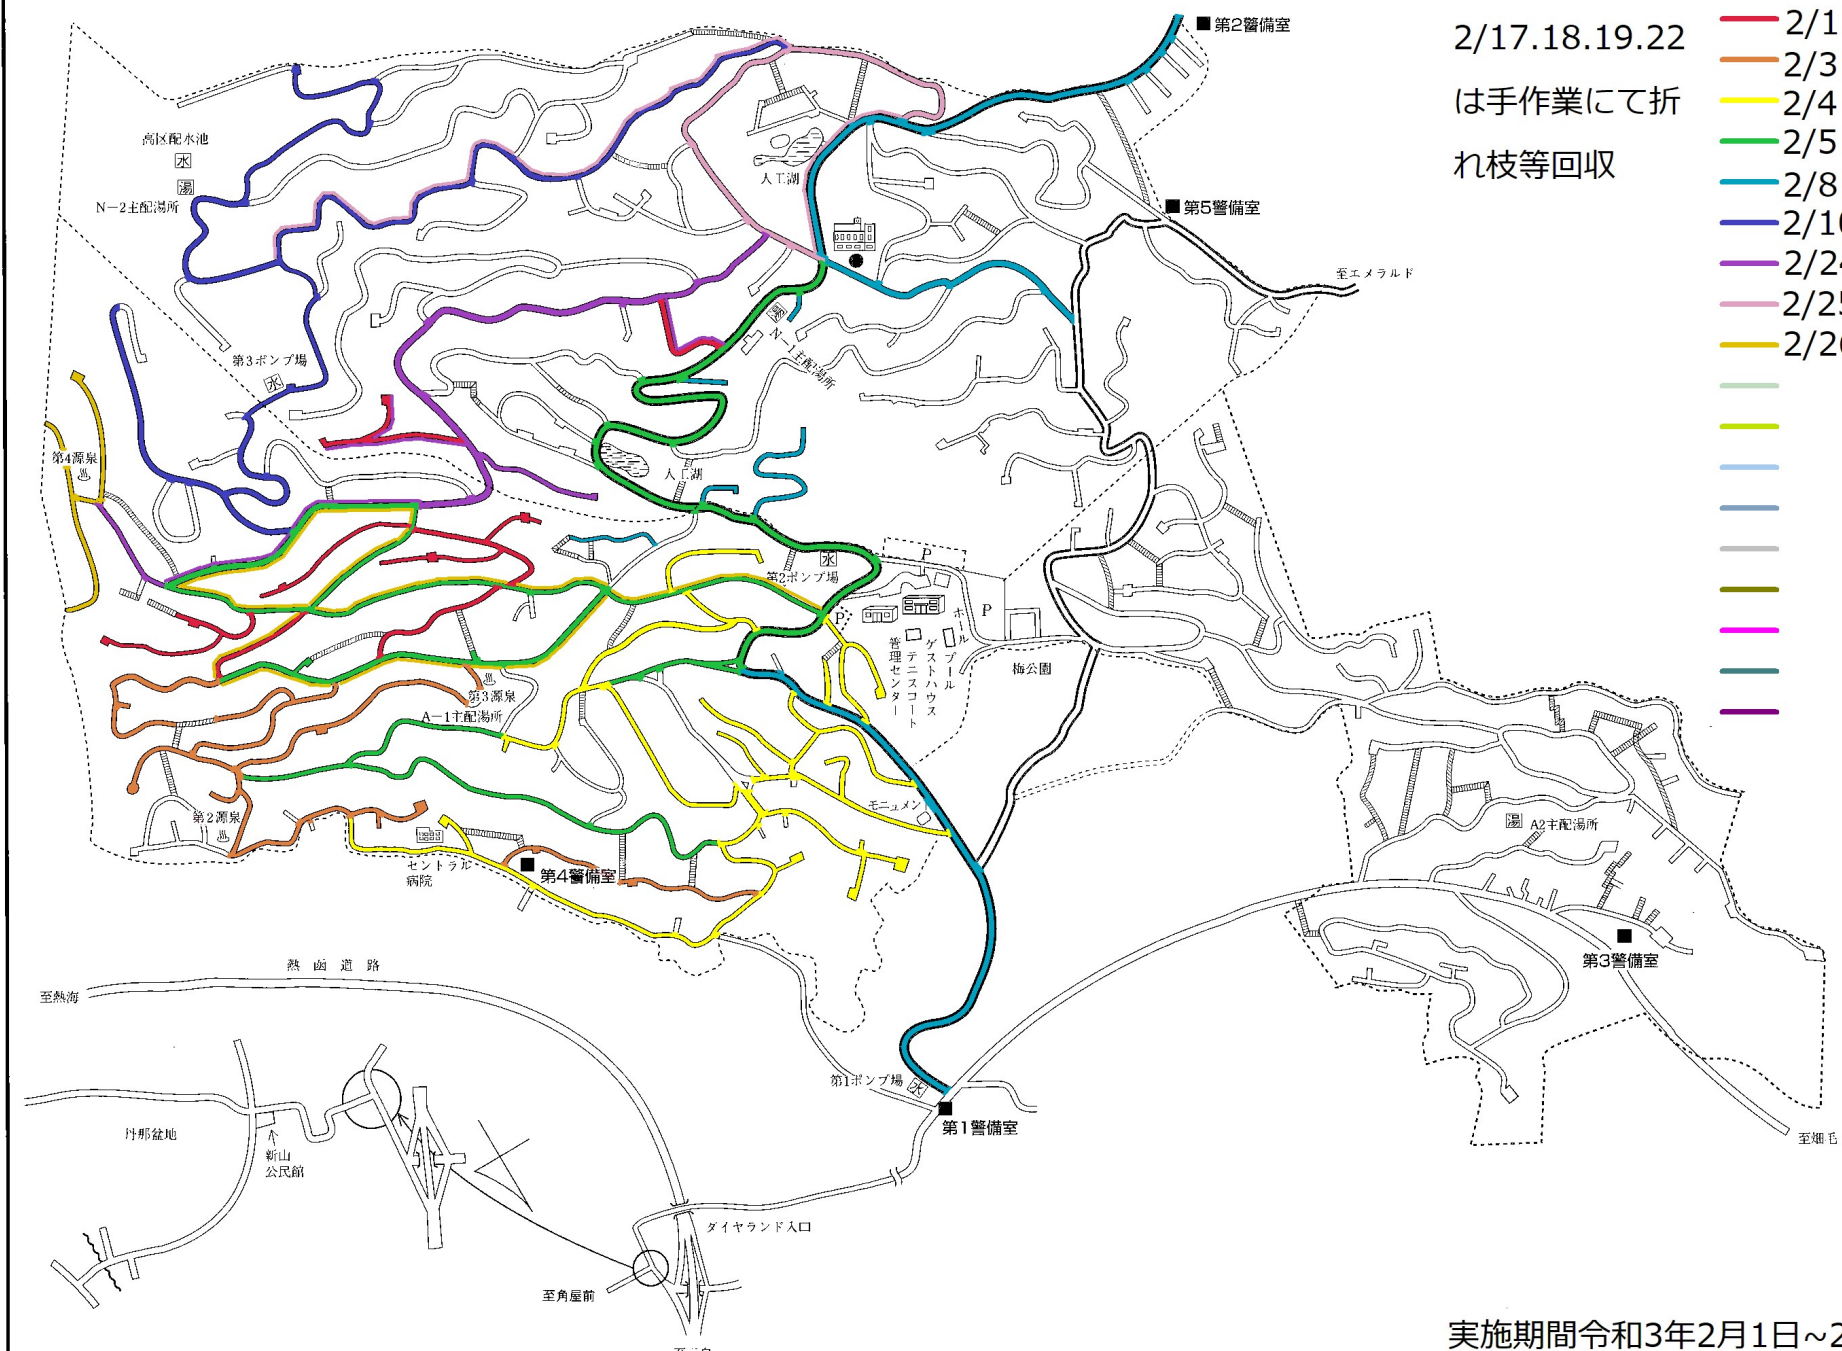 2/17.18.19.22
は手作業にて折
れ枝等回収
2/1
2/3
2/4
2/5
2/8
2/10
2/24
2/25
2/26
■第2警備室
高区配水池
水
湯
N－2主配湯所
人工湖
■第5警備室
至エメラルド
第3ポンプ場
水
湯
N－1主配湯所
第4源泉
人工湖
水
第2ポンプ場
P
P
P
ホール
プール
ゲストハウス
テニスコート
管理センター
梅公園
第3源泉
A－1主配湯所
モニュメン
第2源泉
セントラル
病院
■第4警備室
湯 A2主配湯所
第3警備室
熱函道路
至熱海
第1ポンプ場 水
第1警備室
至畑毛
丹那盆地
新山
公民館
ダイヤランド入口
至角屋前
実施期間令和3年2月1日~2